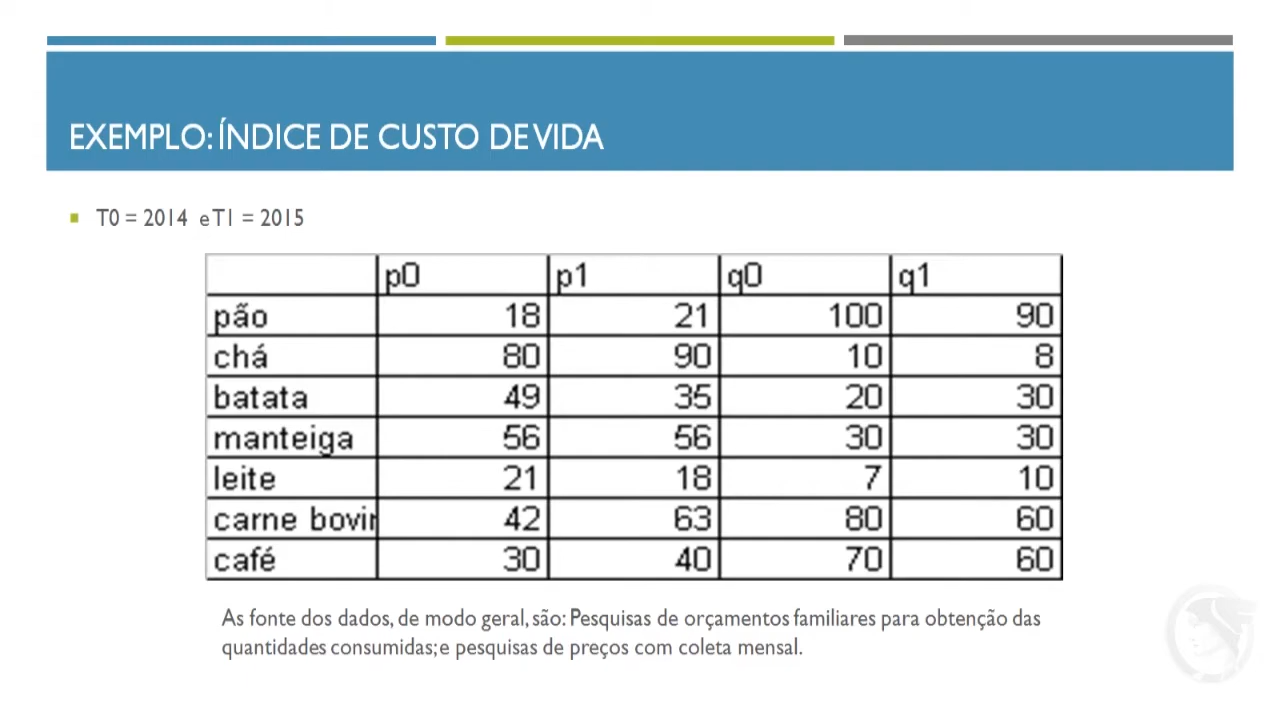 EXEMPLO: ÍNDICE DE CUSTO DE VIDA
T0 = 2014 e T1 = 2015
p0 p1 q0 q1
pão 18 21 100 90
chá 80 90 10 8
batata 49 35 20 30
manteiga 56 56 30 30
leite 21 18 7 10
carne bovir 42 63 80 60
café 30 40 70 60
As fonte dos dados, de modo geral, são: Pesquisas de orçamentos familiares para obtenção das
quantidades consumidas; e pesquisas de preços com coleta mensal.